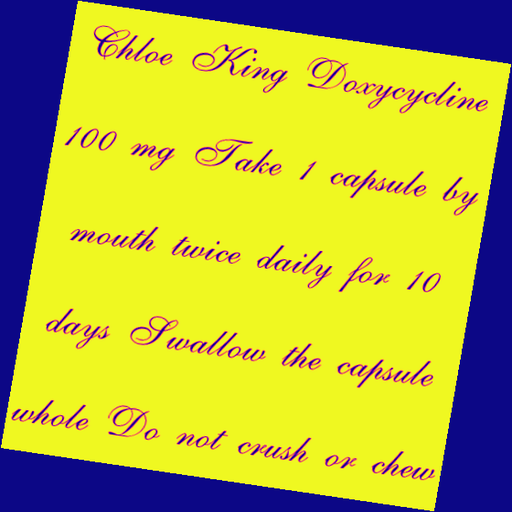 Chloe King Doxycycline
100 mg Take 1 capsule by
mouth twice daily for 10
days Swallow the capsule
whole Do not crush or chew